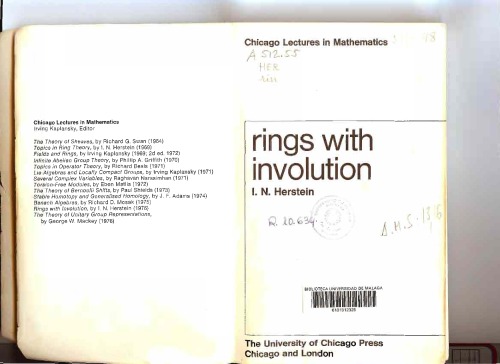 Chicago Lectures in Mathematics
Irving Kaplansky, Editor
The Theory of Sheaves, by Richard G. Swan (1964)
Topics in Ring Theory, by I. N. Herstein (1969)
Fields and Rings, by Irving Kaplansky (1969; 2d ed. 1972)
Infinite Abelian Group Theory, by Phillip A. Griffith (1970)
Topics in Operator Theory, by Richard Beals (1971)
Lie Algebras and Locally Compact Groups, by Irving Kaplansky (1971)
Several Complex Variables, by Raghavan Narasimhan (1971)
Torsion-Free Modules, by Eben Matlis (1972)
The Theory of Bernoulli Shifts, by Paul Shields (1973)
Stable Homotopy and Generalized Homology, by J. F. Adams (1974)
Banach Algebras, by Richard D. Mosak (1975)
Rings with Involution, by I. N. Herstein (1976)
The Theory of Unitary Group Representations,
by George W. Mackey (1976)
Chicago Lectures in Mathematics
A 512.55
HER
rin
rings with
involution
I. N. Herstein
R. 10.634
BIBLIOTECA UNIVERSIDAD DE MALAGA
6107012328
The University of Chicago Press
Chicago and London